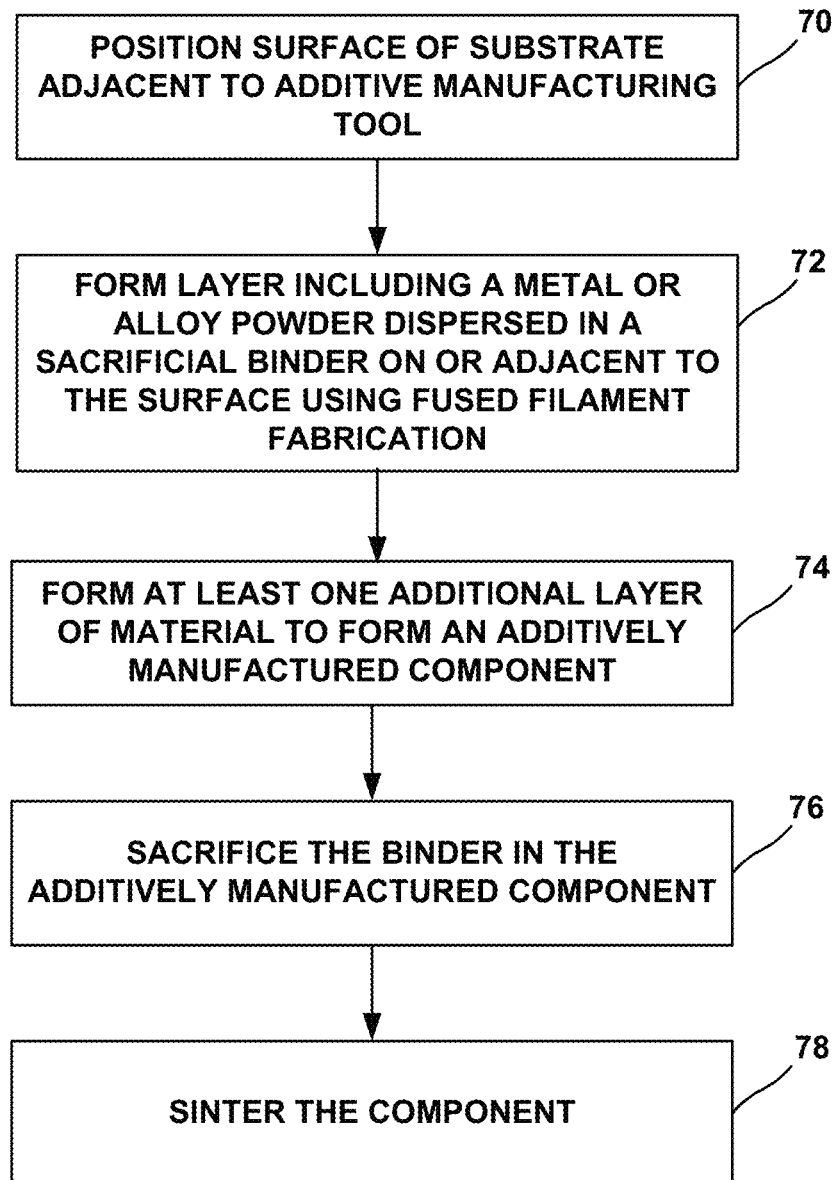 70
POSITION SURFACE OF SUBSTRATE
ADJACENT TO ADDITIVE MANUFACTURING
TOOL
72
FORM LAYER INCLUDING A METAL OR
ALLOY POWDER DISPERSED IN A
SACRIFICIAL BINDER ON OR ADJACENT TO
THE SURFACE USING FUSED FILAMENT
FABRICATION
74
FORM AT LEAST ONE ADDITIONAL LAYER
OF MATERIAL TO FORM AN ADDITIVELY
MANUFACTURED COMPONENT
76
SACRIFICE THE BINDER IN THE
ADDITIVELY MANUFACTURED COMPONENT
78
SINTER THE COMPONENT